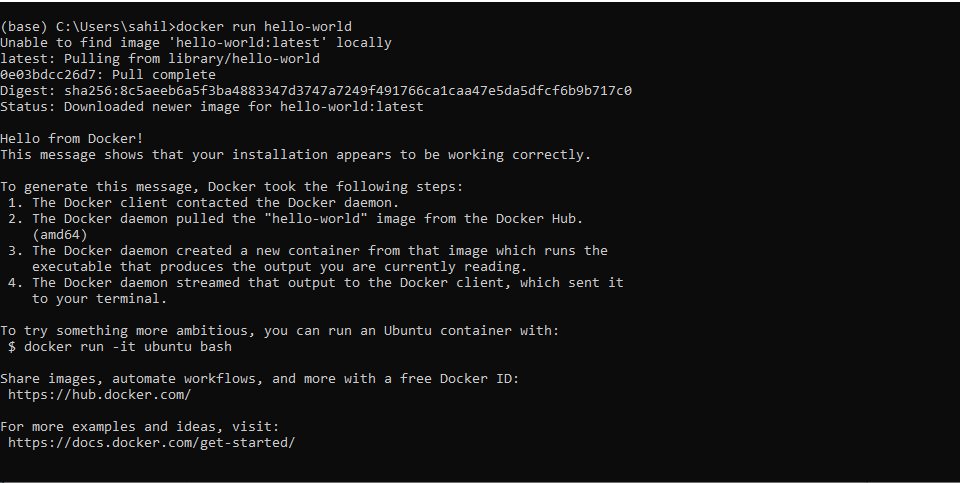 (base) C:\Users\sahil>docker run hello-world
Unable to find image 'hello-world:latest' locally
latest: Pulling from library/hello-world
0e03bdcc26d7: Pull complete
Digest: sha256:8c5aeeb6a5f3ba4883347d3747a7249f491766ca1caa47e5da5dfcf6b9b717c0
Status: Downloaded newer image for hello-world:latest

Hello from Docker!
This message shows that your installation appears to be working correctly.

To generate this message, Docker took the following steps:
 1. The Docker client contacted the Docker daemon.
 2. The Docker daemon pulled the "hello-world" image from the Docker Hub.
    (amd64)
 3. The Docker daemon created a new container from that image which runs the
    executable that produces the output you are currently reading.
 4. The Docker daemon streamed that output to the Docker client, which sent it
    to your terminal.

To try something more ambitious, you can run an Ubuntu container with:
 $ docker run -it ubuntu bash

Share images, automate workflows, and more with a free Docker ID:
 https://hub.docker.com/

For more examples and ideas, visit:
 https://docs.docker.com/get-started/